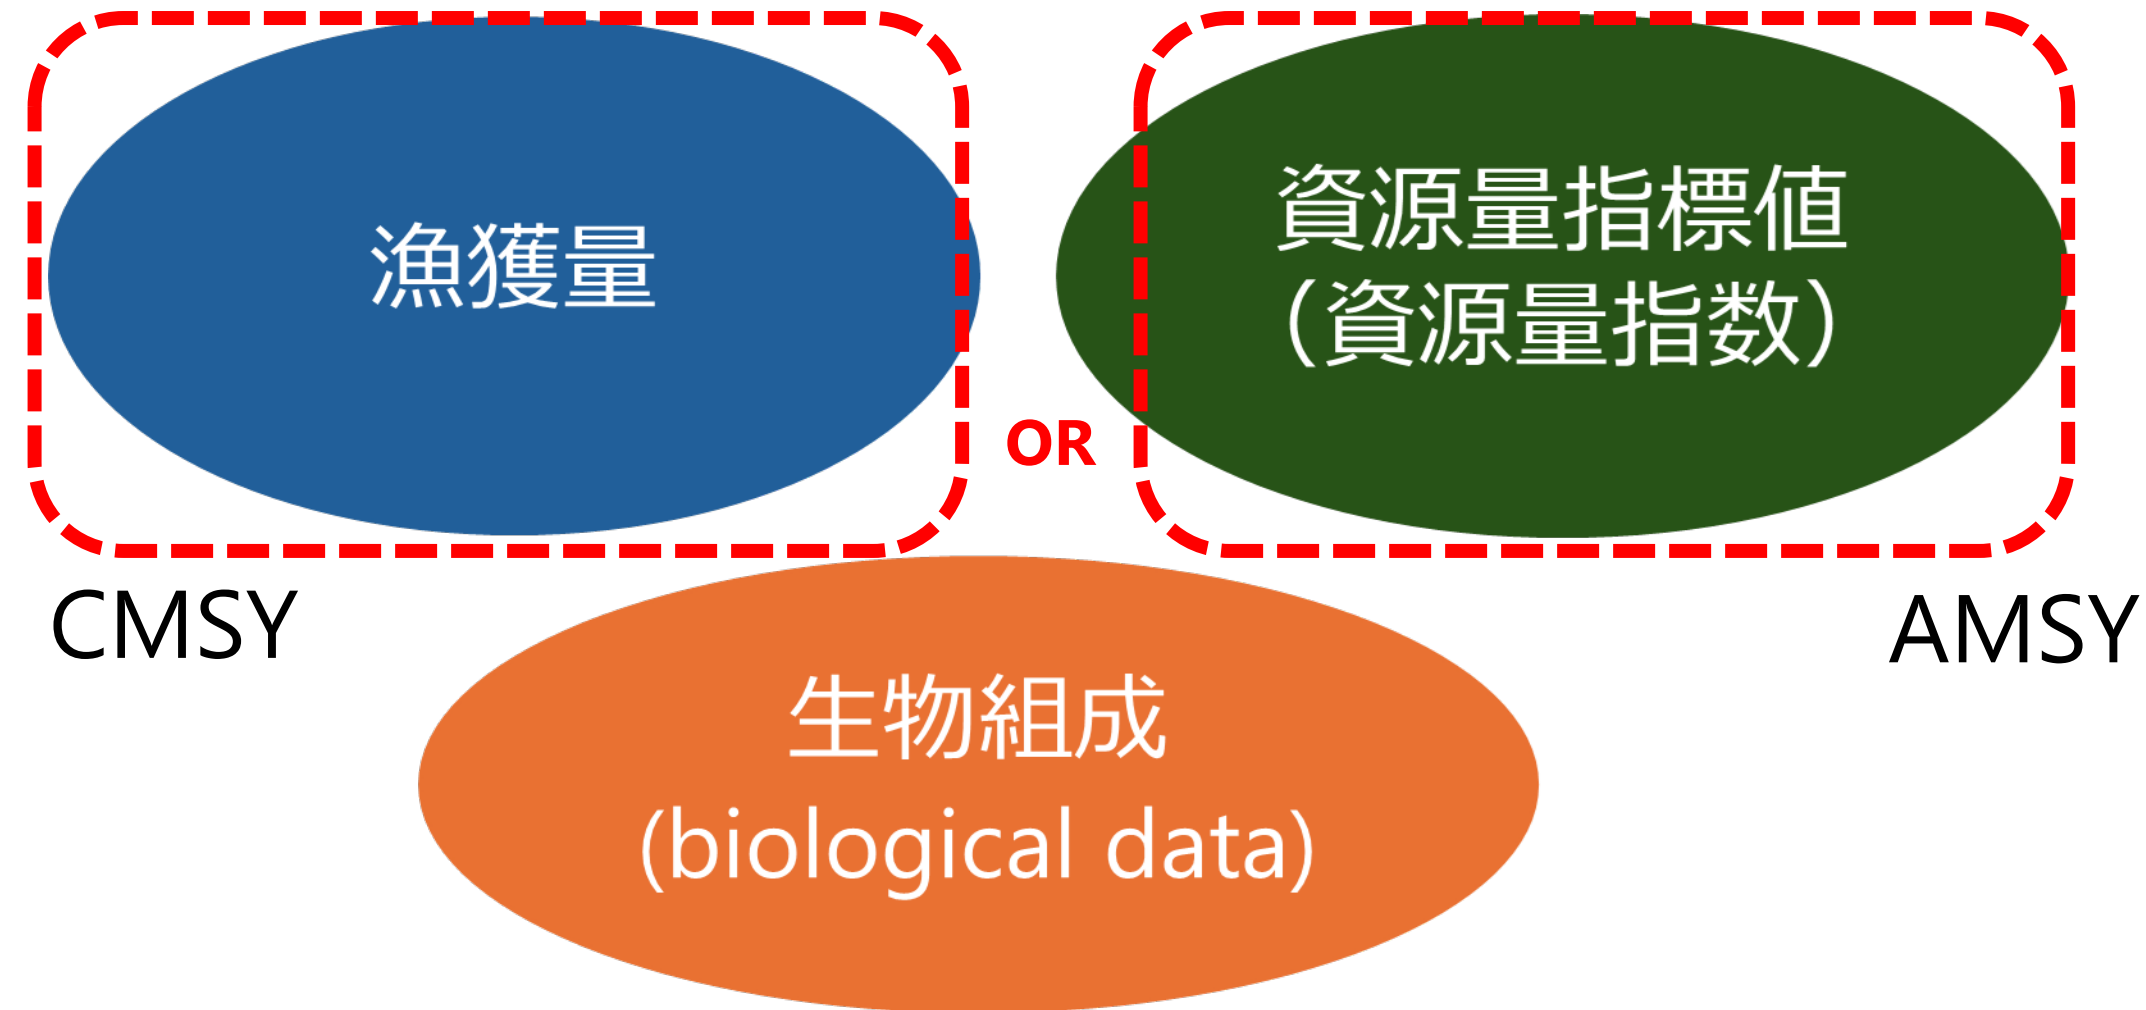 漁獲量
資源量指標値
（資源量指数）
OR
CMSY
AMSY
生物組成
(biological data)